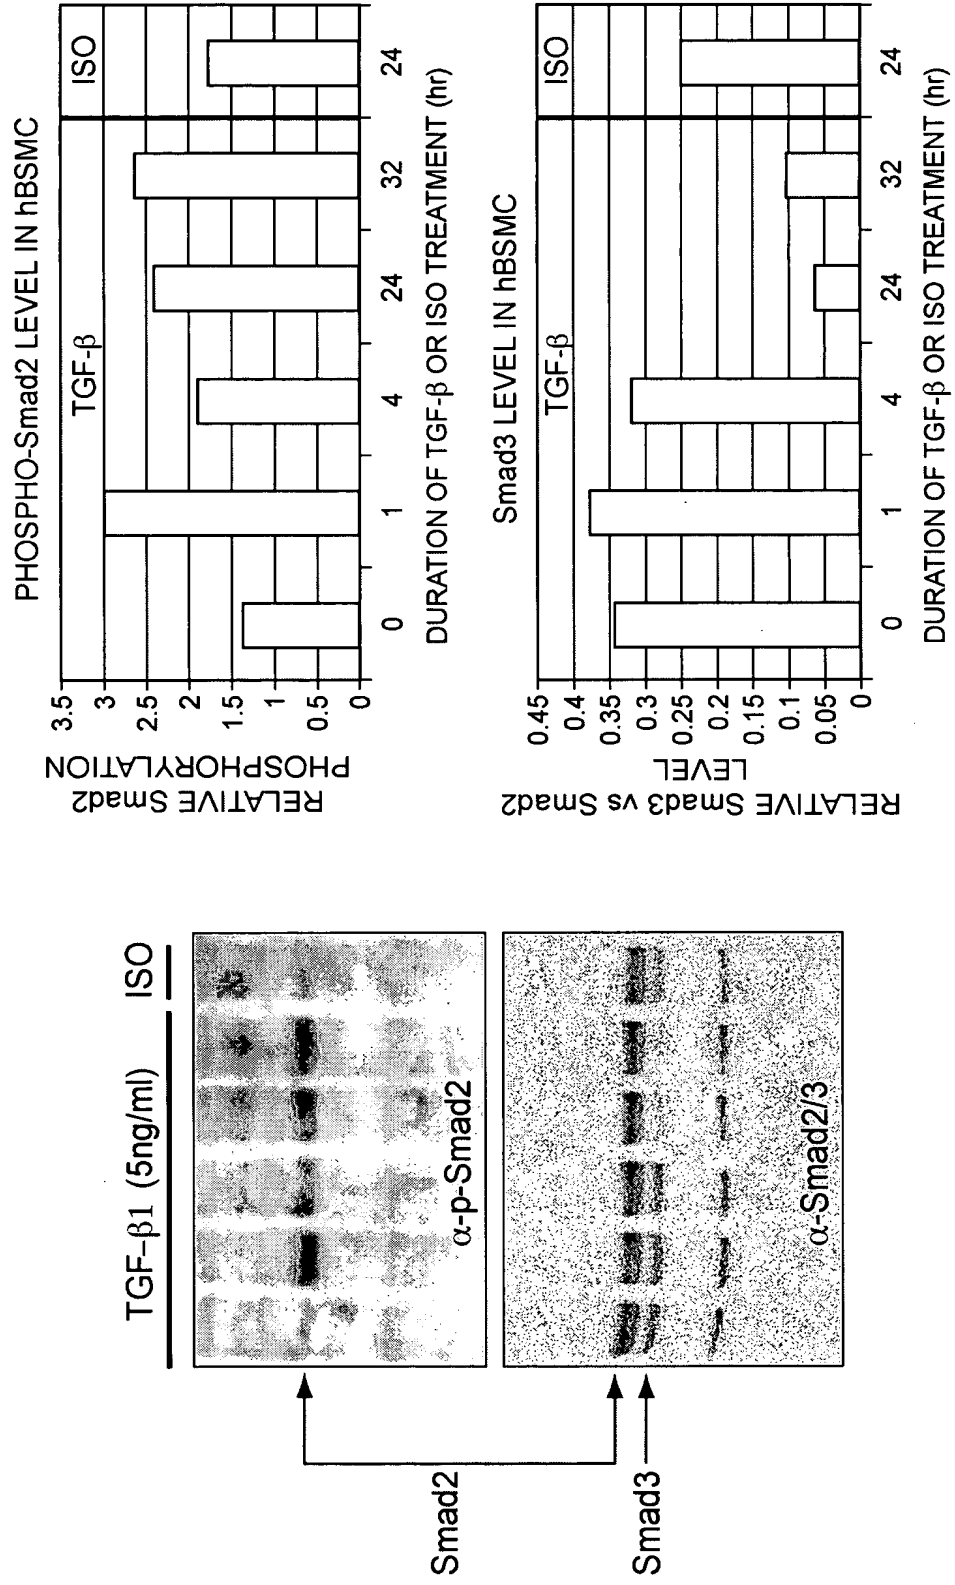 TGF-β1 (5ng/ml)
ISO
α-p-Smad2
α-Smad2/3
Smad2
Smad3
PHOSPHO-Smad2 LEVEL IN hBSMC
RELATIVE Smad2
PHOSPHORYLATION
3.5
3
2.5
2
1.5
1
0.5
0
TGF-β
ISO
0 1 4 24 32 24
DURATION OF TGF-β OR ISO TREATMENT (hr)
Smad3 LEVEL IN hBSMC
RELATIVE Smad3 vs Smad2
LEVEL
0.45
0.4
0.35
0.3
0.25
0.2
0.15
0.1
0.05
0
TGF-β
ISO
0 1 4 24 32 24
DURATION OF TGF-β OR ISO TREATMENT (hr)